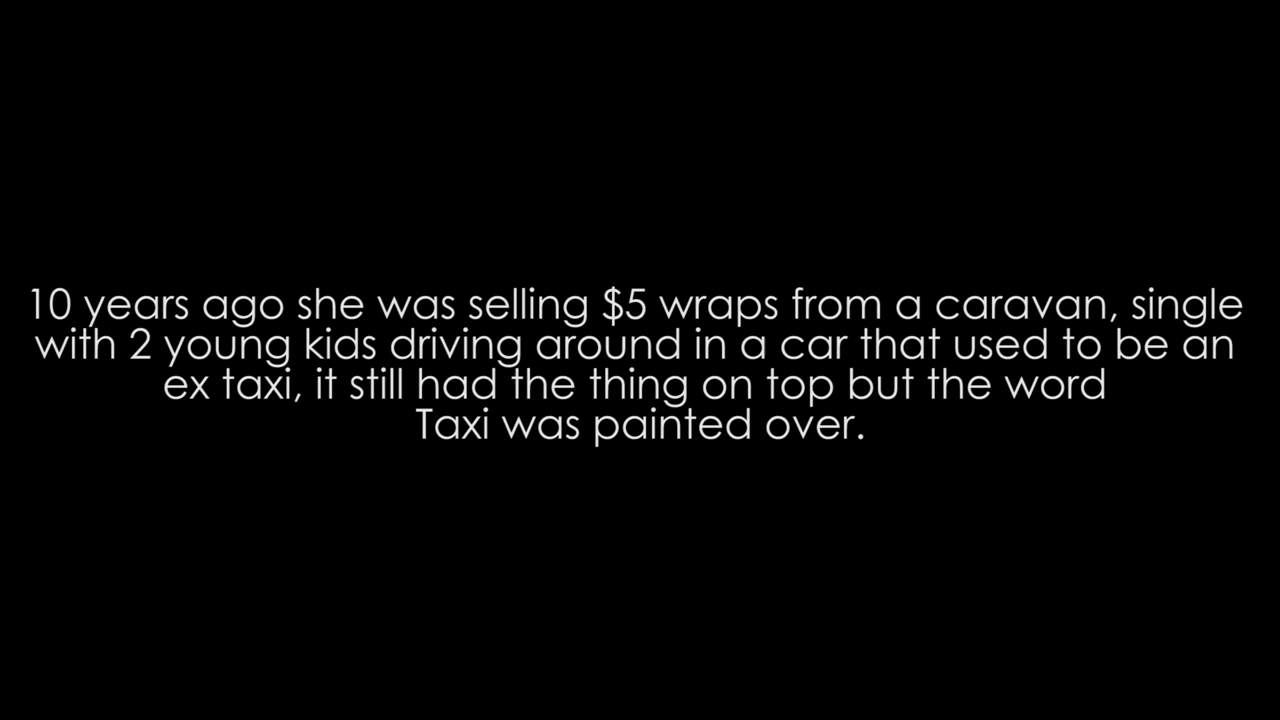 10 years ago she was selling $5 wraps from a caravan, single
with 2 young kids driving around in a car that used to be an
ex taxi, it still had the thing on top but the word
Taxi was painted over.